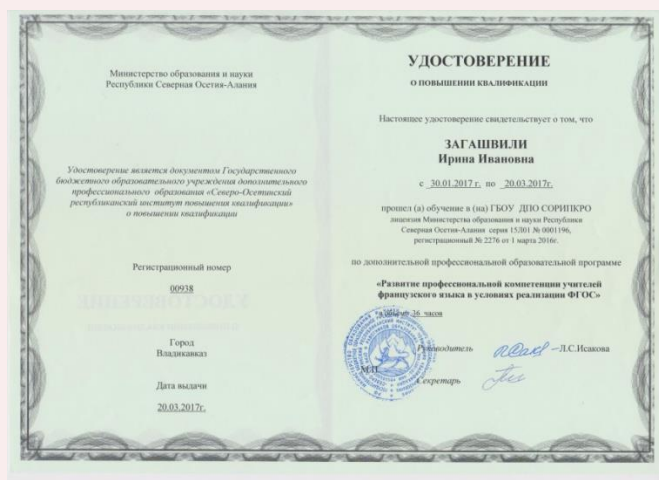 Министерство образования и науки
Республики Северная Осетия-Алания
Удостоверение является документом Государственного
бюджетного образовательного учреждения дополнительного
профессионального образования «Северо-Осетинский
республиканский институт повышения квалификации»
о повышении квалификации
Регистрационный номер
00938
Город
Владикавказ
Дата выдачи
20.03.2017г.
УДОСТОВЕРЕНИЕ
О ПОВЫШЕНИИ КВАЛИФИКАЦИИ
Настоящее удостоверение свидетельствует о том, что
ЗАГАШВИЛИ
Ирина Ивановна
с 30.01.2017 г. по 20.03.2017г.
прошел (а) обучение в (на) ГБОУ ДПО СОРИПКРО
лицензия Министерства образования и науки Республики
Северная Осетия-Алания серия 15Л01 № 0001196,
регистрационный № 2276 от 1 марта 2016г.
по дополнительной профессиональной образовательной программе
«Развитие профессиональной компетенции учителей
французского языка в условиях реализации ФГОС»
36 часов
Руководитель –Л.С.Исакова
М.П.
Секретарь